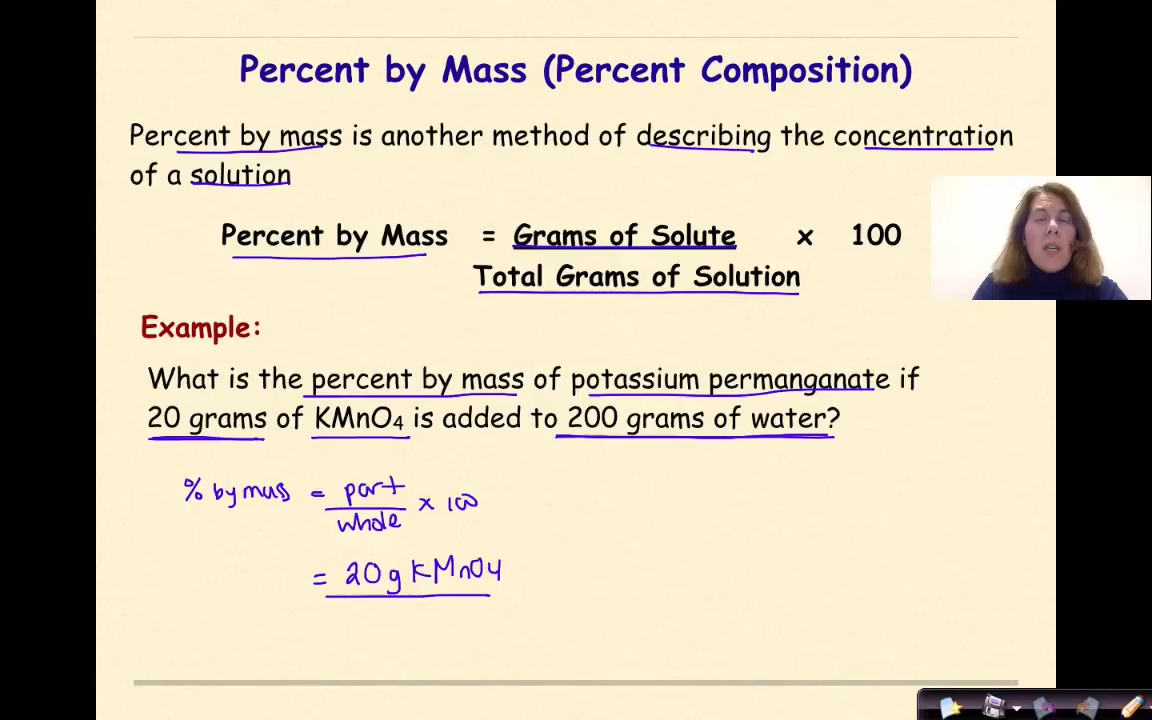 Percent by Mass (Percent Composition)
Percent by mass is another method of describing the concentration
of a solution
Percent by Mass = Grams of Solute x 100
Total Grams of Solution
Example:
What is the percent by mass of potassium permanganate if
20 grams of KMnO4 is added to 200 grams of water?
% by mass = part x 100
whole
= 20g KMnO4